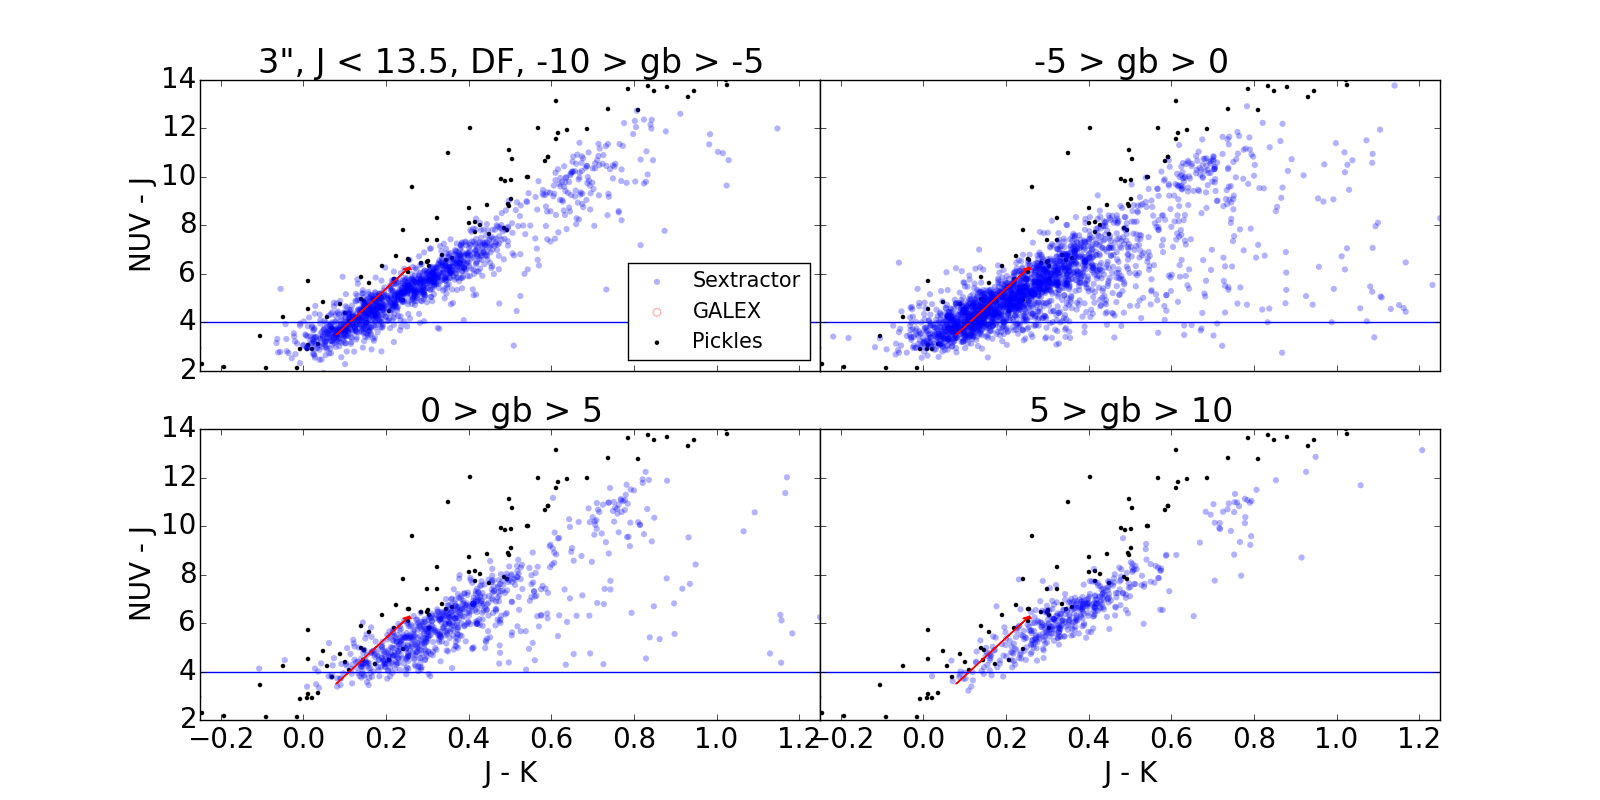 3", J < 13.5, DF, -10 > gb > -5
-5 > gb > 0
14
12
10
8
6
4
2
NUV - J
Sextractor
GALEX
Pickles
0 > gb > 5
5 > gb > 10
14
12
10
8
6
4
2
NUV - J
−0.2 0.0 0.2 0.4 0.6 0.8 1.0 1.2
−0.2 0.0 0.2 0.4 0.6 0.8 1.0 1.2
J - K
J - K